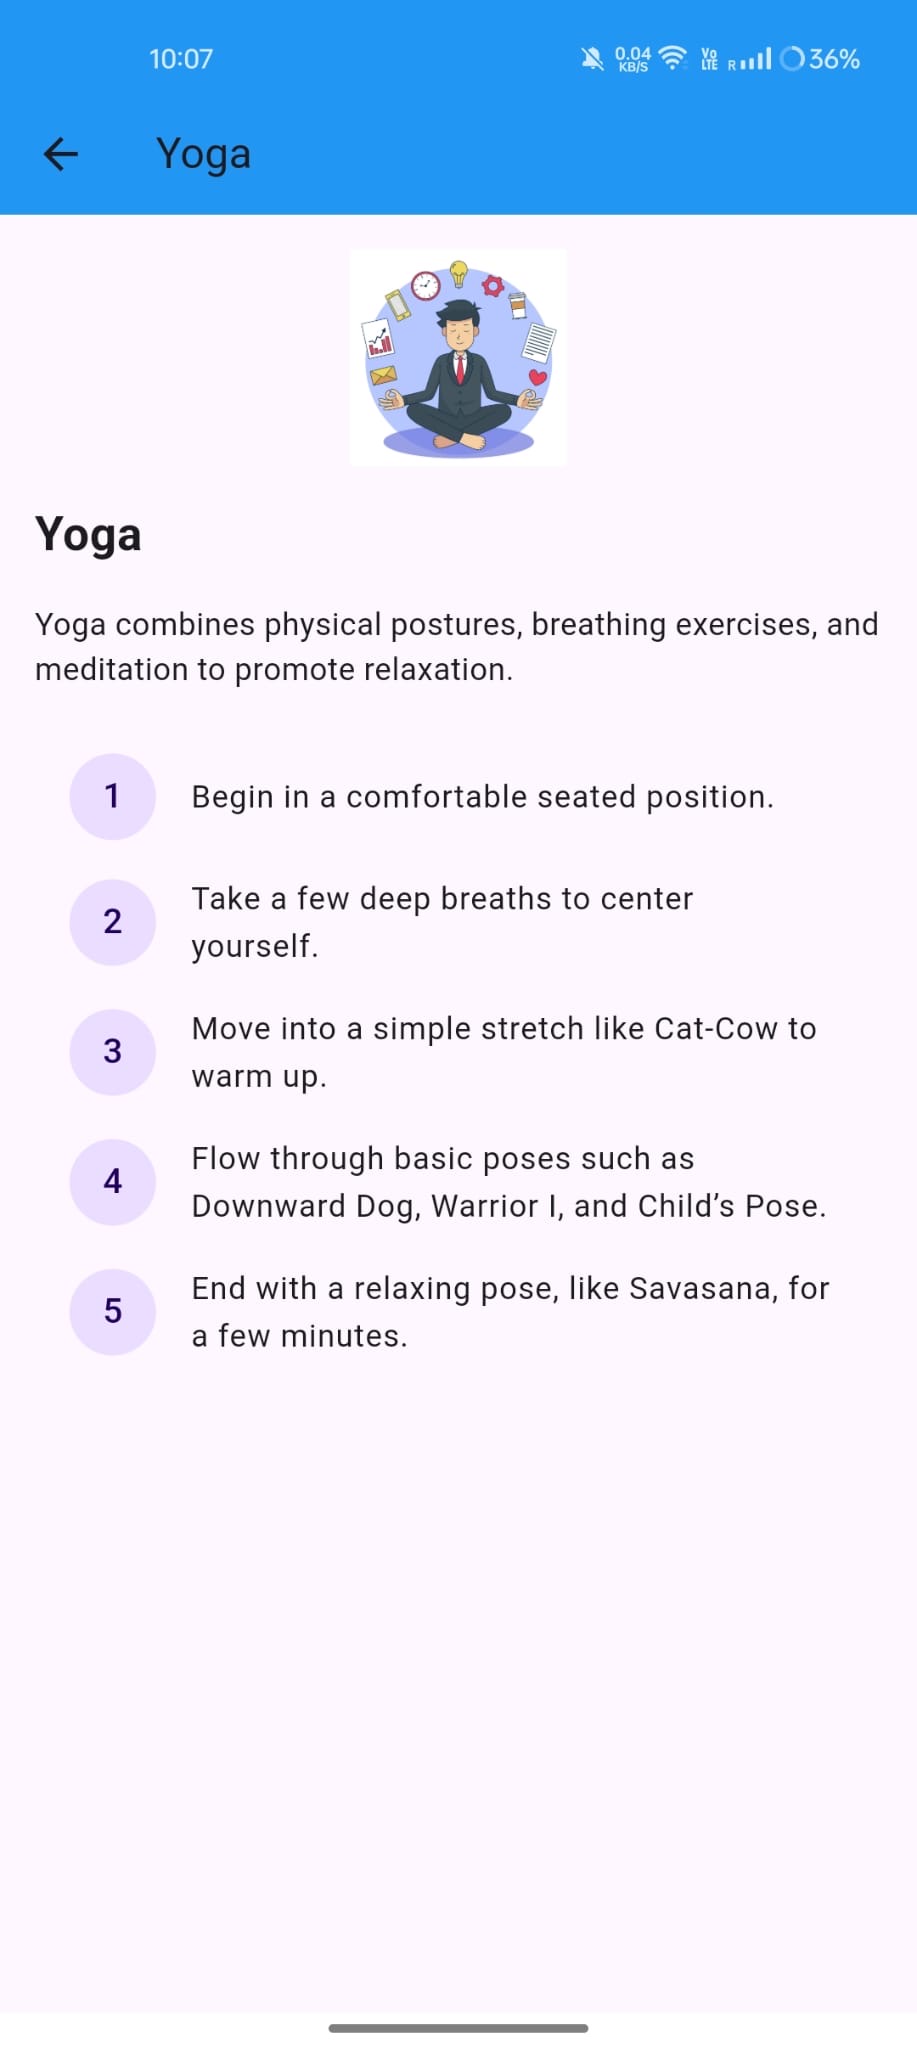 10:07
0.04
KB/S
Vo
LTE
R
36%
Yoga
Yoga
Yoga combines physical postures, breathing exercises, and
meditation to promote relaxation.
1
Begin in a comfortable seated position.
2
Take a few deep breaths to center
yourself.
3
Move into a simple stretch like Cat-Cow to
warm up.
4
Flow through basic poses such as
Downward Dog, Warrior I, and Child’s Pose.
5
End with a relaxing pose, like Savasana, for
a few minutes.